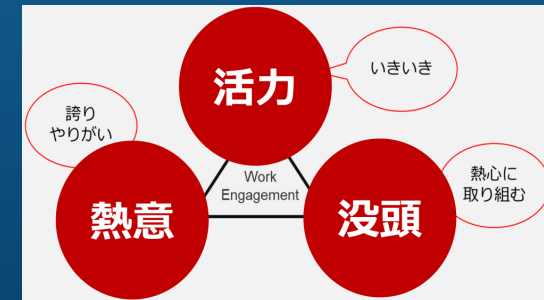 活力
いきいき
誇り
やりがい
Work
Engagement
熱意
没頭
熱心に
取り組む